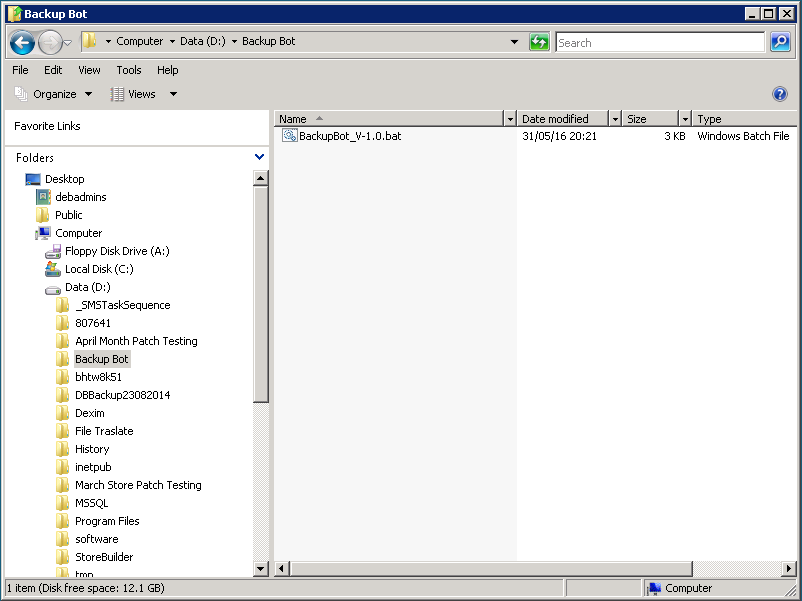 Backup Bot
Computer Data (D:) Backup Bot
Search
File Edit View Tools Help
Organize Views
Favorite Links
Folders
Desktop
debadmins
Public
Computer
Floppy Disk Drive (A:)
Local Disk (C:)
Data (D:)
_SMSTaskSequence
807641
April Month Patch Testing
Backup Bot
bhtw8k51
DBBackup23082014
Dexim
File Traslate
History
inetpub
March Store Patch Testing
MSSQL
Program Files
software
StoreBuilder
tmp
Name Date modified Size Type
BackupBot_V-1.0.bat 31/05/16 20:21 3 KB Windows Batch File
1 item (Disk free space: 12.1 GB) Computer